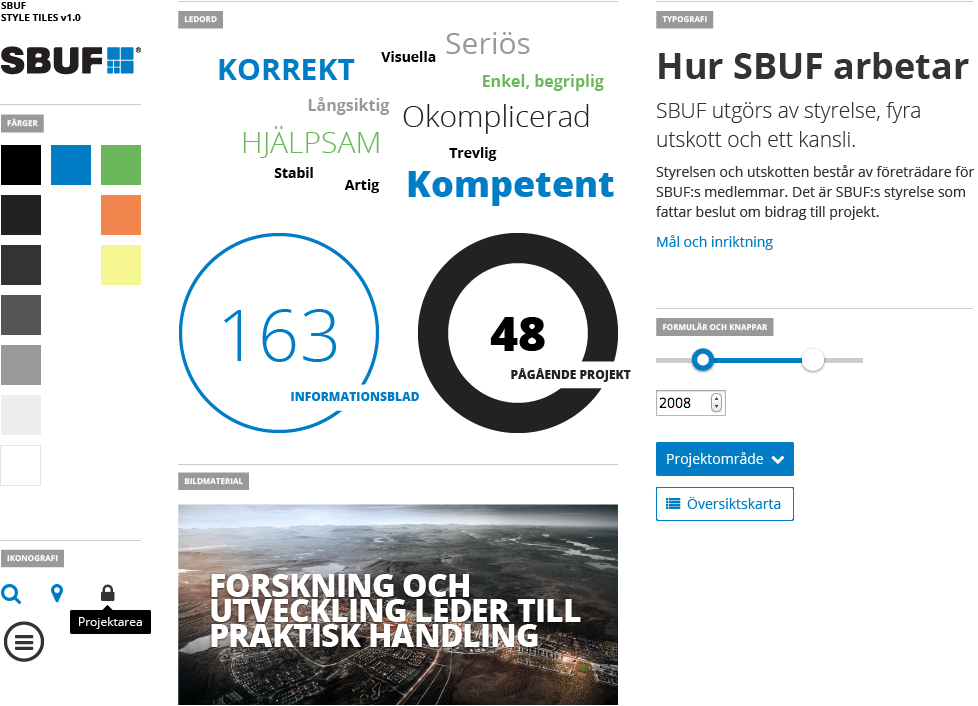 SBUF
STYLE TILES v1.0
SBUF®
FÄRGER
IKONOGRAFI
Projektarea
LEDORD
Seriös
Visuella
KORREKT
Enkel, begriplig
Långsiktig
Okomplicerad
HJÄLPSAM
Trevlig
Stabil
Artig
Kompetent
163
INFORMATIONSBLAD
48
PÅGÅENDE PROJEKT
BILDMATERIAL
FORSKNING OCH
UTVECKLING LEDER TILL
PRAKTISK HANDLING
TYPOGRAFI
Hur SBUF arbetar
SBUF utgörs av styrelse, fyra
utskott och ett kansli.
Styrelsen och utskotten består av företrädare för
SBUF:s medlemmar. Det är SBUF:s styrelse som
fattar beslut om bidrag till projekt.
Mål och inriktning
FORMULÄR OCH KNAPPAR
2008
Projektområde
Översiktskarta